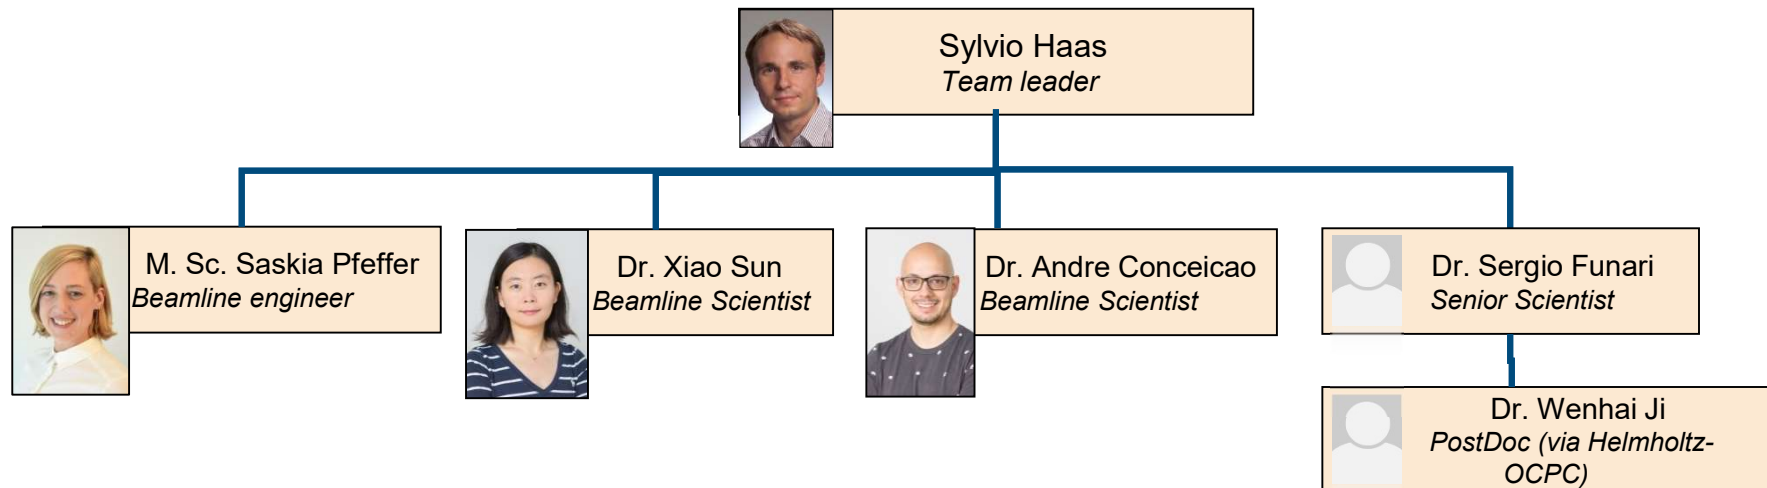 Sylvio Haas
Team leader
M. Sc. Saskia Pfeffer
Beamline engineer
Dr. Xiao Sun
Beamline Scientist
Dr. Andre Conceicao
Beamline Scientist
Dr. Sergio Funari
Senior Scientist
Dr. Wenhai Ji
PostDoc (via Helmholtz-
OCPC)